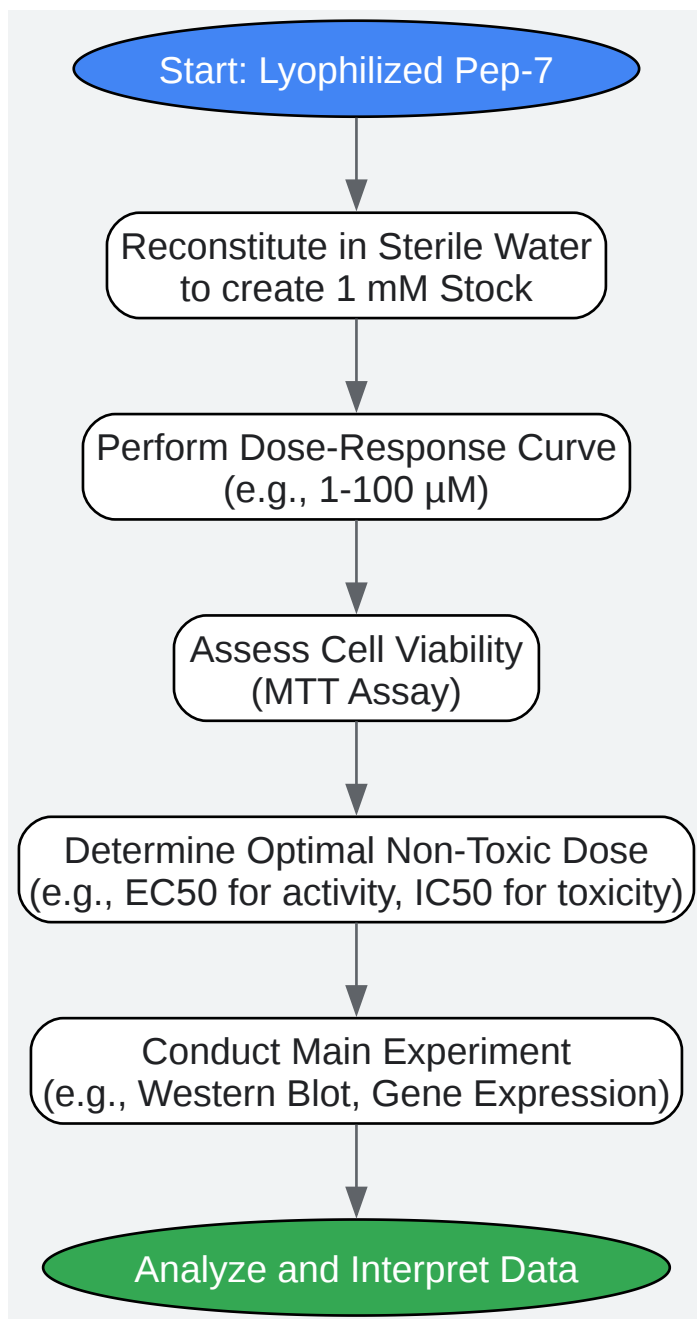 Start: Lyophilized Pep-7
Reconstitute in Sterile Water
to create 1 mM Stock
Perform Dose-Response Curve
(e.g., 1-100 µM)
Assess Cell Viability
(MTT Assay)
Determine Optimal Non-Toxic Dose
(e.g., EC50 for activity, IC50 for toxicity)
Conduct Main Experiment
(e.g., Western Blot, Gene Expression)
Analyze and Interpret Data